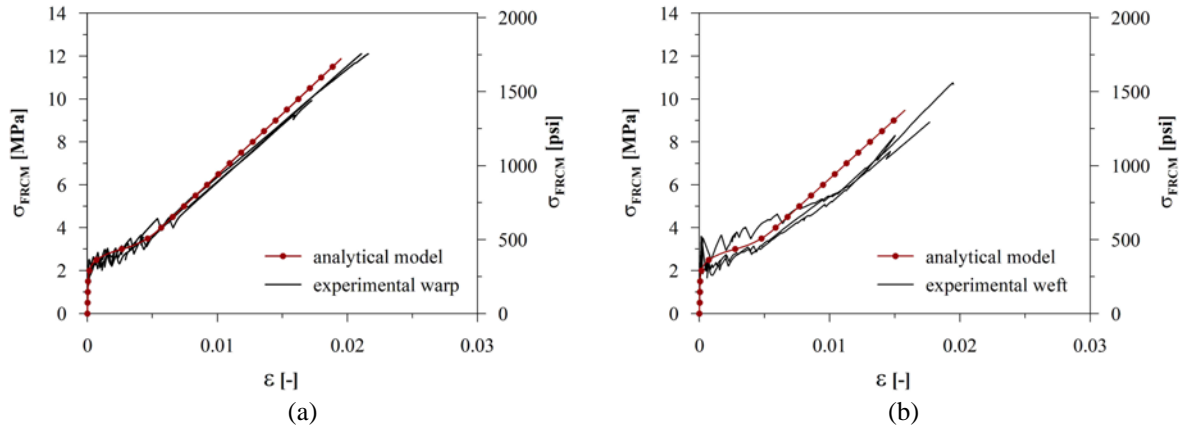 14
12
10
8
6
4
2
0
σFRCM [MPa]
2000
1500
1000
500
0
σFRCM [psi]
analytical model
experimental warp
0 0.01 0.02 0.03
ε [-]
(a)
14
12
10
8
6
4
2
0
σFRCM [MPa]
2000
1500
1000
500
0
σFRCM [psi]
analytical model
experimental weft
0 0.01 0.02 0.03
ε [-]
(b)